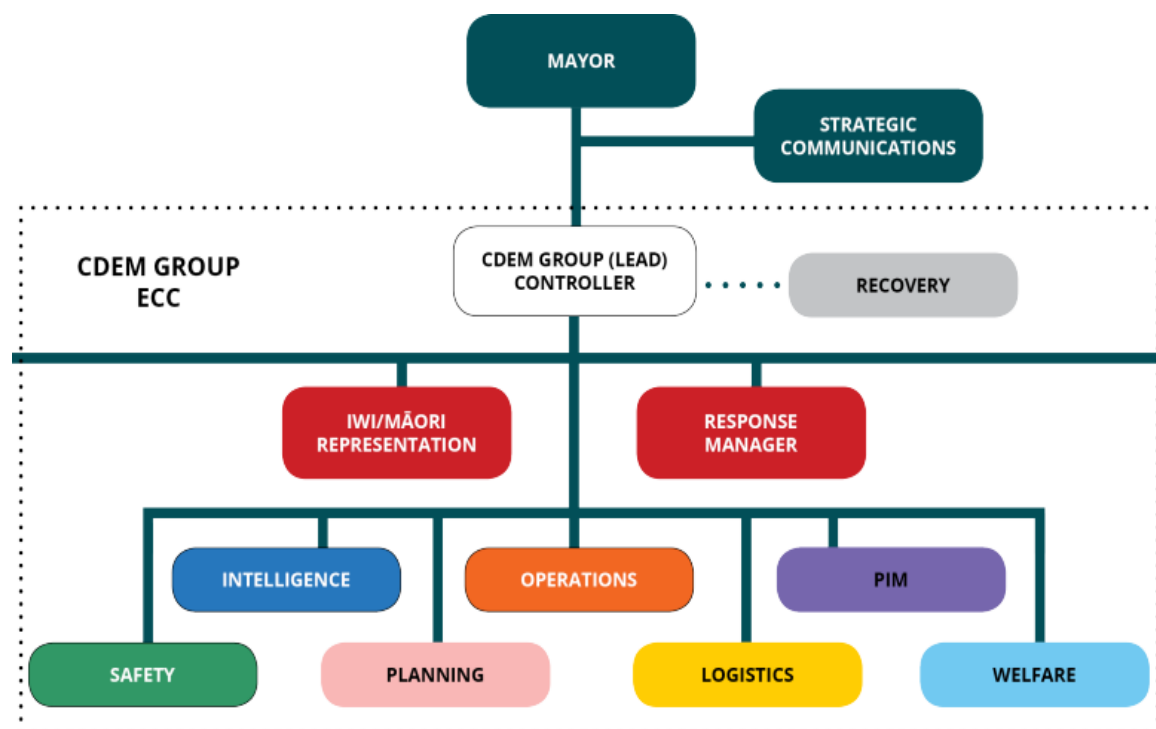 MAYOR
STRATEGIC
COMMUNICATIONS
CDEM GROUP
ECC
CDEM GROUP (LEAD)
CONTROLLER
RECOVERY
IWI/MĀORI
REPRESENTATION
RESPONSE
MANAGER
INTELLIGENCE
OPERATIONS
PIM
SAFETY
PLANNING
LOGISTICS
WELFARE